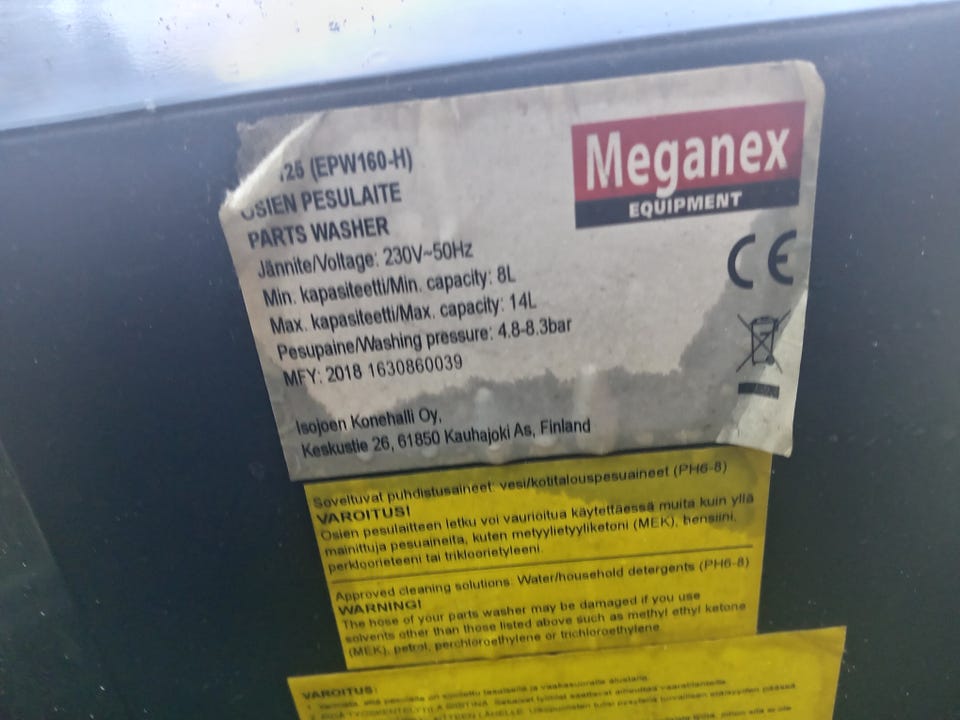 (EPW160-H)
OSIEN PESULAITE
PARTS WASHER
Jännite/Voltage: 230V~50Hz
Min. kapasiteetti/Min. capacity: 8L
Max. kapasiteetti/Max. capacity: 14L
Pesupaine/Washing pressure: 4.8-8.3bar
MFY: 2018 1630860039
Isojoen Konehalli Oy,
Keskustie 26, 61850 Kauhajoki As, Finland
Meganex
EQUIPMENT
CE
Soveltuvat puhdistusaineet: vesi/kotitalouspesuaineet (PH6-8)
VAROITUS!
Osien pesulaitteen letku voi vaurioitua käytettäessä muita kuin yllä
mainittuja pesuaineita, kuten metyylietyyliketoni (MEK), bensiini,
perkloorieteeni tai trikloorietyleeni.
Approved cleaning solutions: Water/household detergents (PH6-8)
WARNING!
The hose of your parts washer may be damaged if you use
solvents other than those listed above such as methyl ethyl ketone
(MEK), petrol, perchloroethylene or trichloroethylene.
VAROITUS: